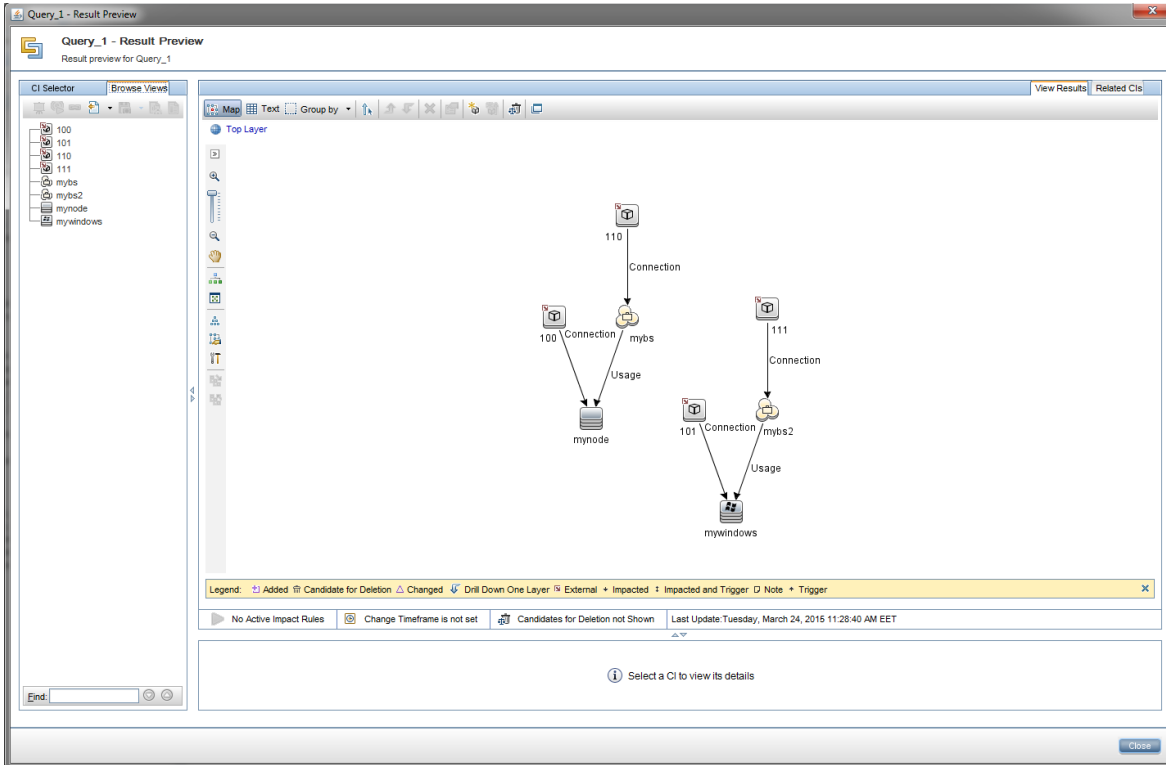 Query_1 - Result Preview
Query_1 - Result Preview
Result preview for Query_1
CI Selector
Browse Views
100
101
110
111
mybs
mybs2
mynode
mywindows
Find:
View Results Related CIs
Map Text Group by
Top Layer
110
Connection
100
Connection
mybs
Usage
mynode
111
Connection
101
Connection
mybs2
Usage
mywindows
Legend: Added Candidate for Deletion Changed Drill Down One Layer External Impacted Impacted and Trigger Note Trigger
No Active Impact Rules Change Timeframe is not set Candidates for Deletion not Shown Last Update:Tuesday, March 24, 2015 11:28:40 AM EET
Select a CI to view its details
Close